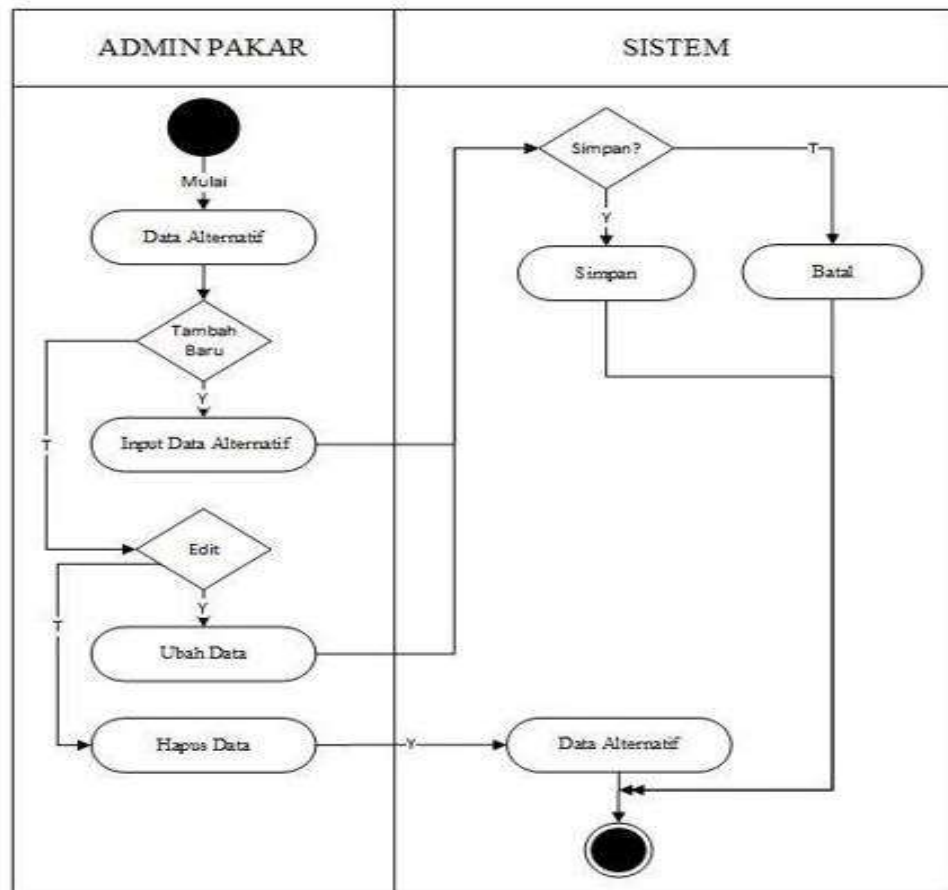 ADMIN PAKAR
SISTEM
Mulai
Data Alternatif
Tambah
Baru
Y
T
Input Data Alternatif
Edit
Y
T
Ubah Data
Hapus Data
Y
Simpan?
T
Y
Simpan
Batal
Data Alternatif